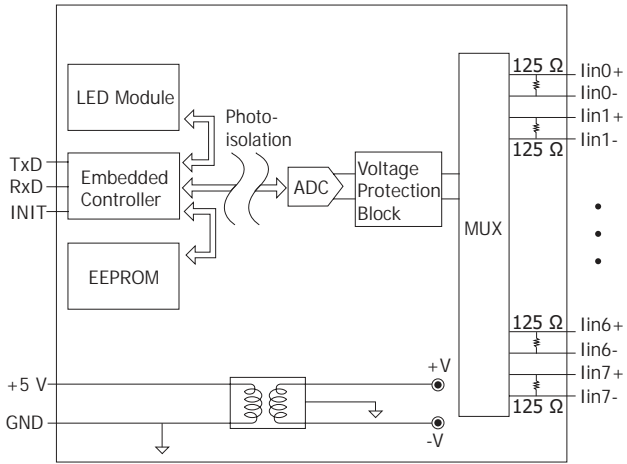 LED Module
Photo-
isolation
TxD
RxD
INIT
Embedded
Controller
EEPROM
ADC
Voltage
Protection
Block
MUX
125 Ω
Iin0+
Iin0-
Iin1+
Iin1-
125 Ω
125 Ω
Iin6+
Iin6-
Iin7+
Iin7-
125 Ω
+5 V
GND
+V
-V